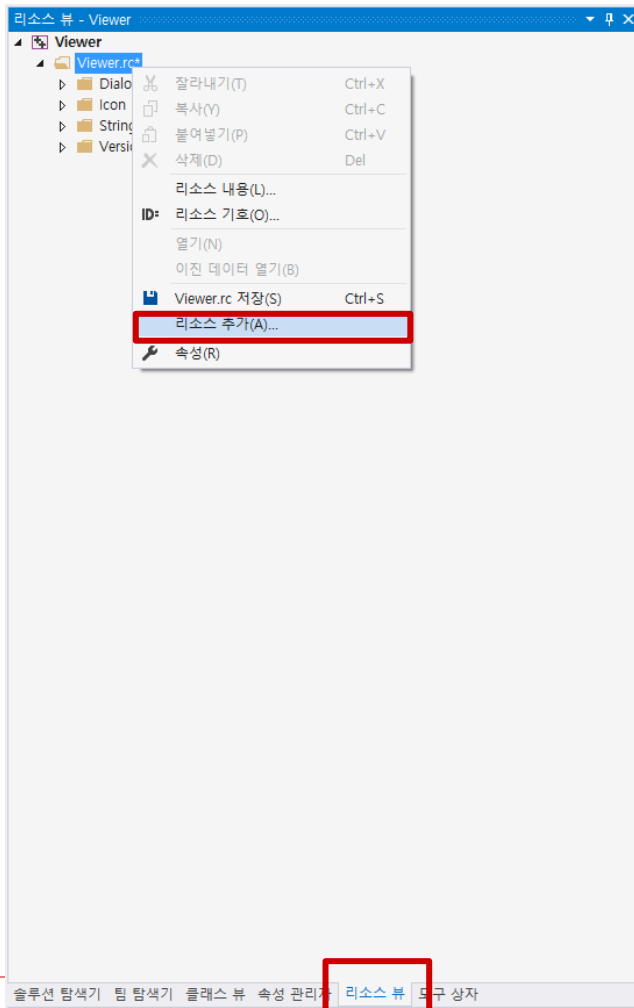 리소스 뷰 - Viewer
Viewer
Viewer.rc*
Dialo
Icon
String
Versi
잘라내기(T) Ctrl+X
복사(Y) Ctrl+C
붙여넣기(P) Ctrl+V
삭제(D) Del
리소스 내용(L)...
ID= 리소스 기호(O)...
열기(N)
이진 데이터 열기(B)
Viewer.rc 저장(S) Ctrl+S
리소스 추가(A)...
속성(R)
솔루션 탐색기 팀 탐색기 클래스 뷰 속성 관리자 리소스 뷰 도구 상자